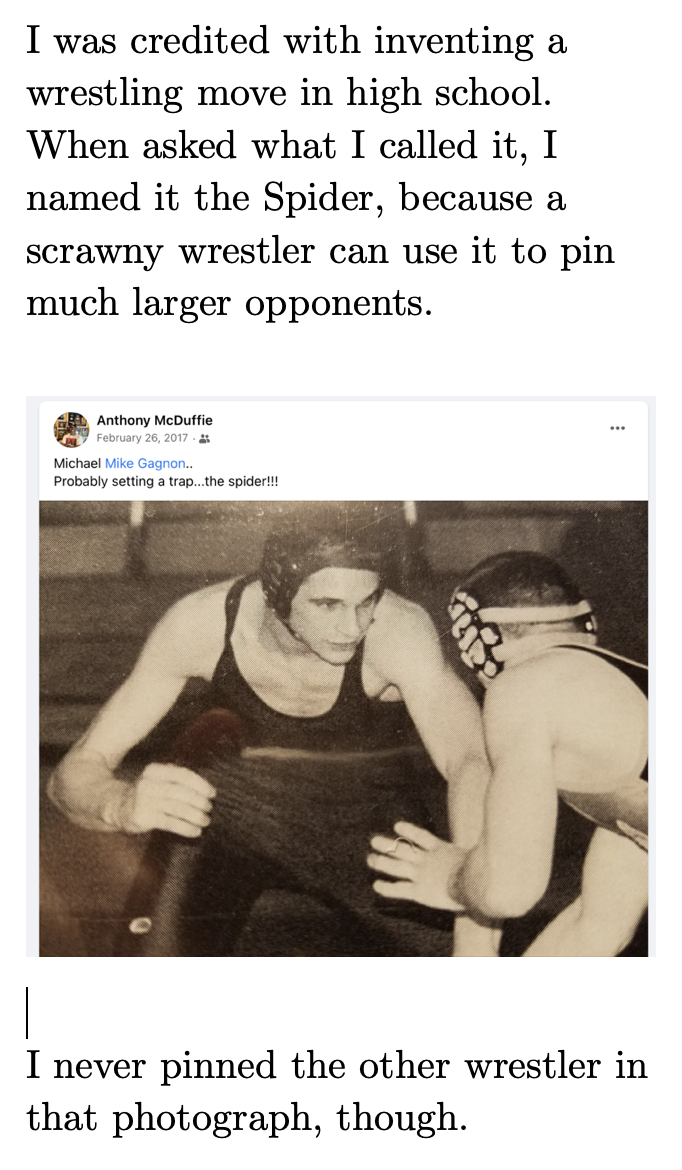 I was credited with inventing a
wrestling move in high school.
When asked what I called it, I
named it the Spider, because a
scrawny wrestler can use it to pin
much larger opponents.
Anthony McDuffie
February 26, 2017 ·
Michael Mike Gagnon..
Probably setting a trap...the spider!!!
I never pinned the other wrestler in
that photograph, though.